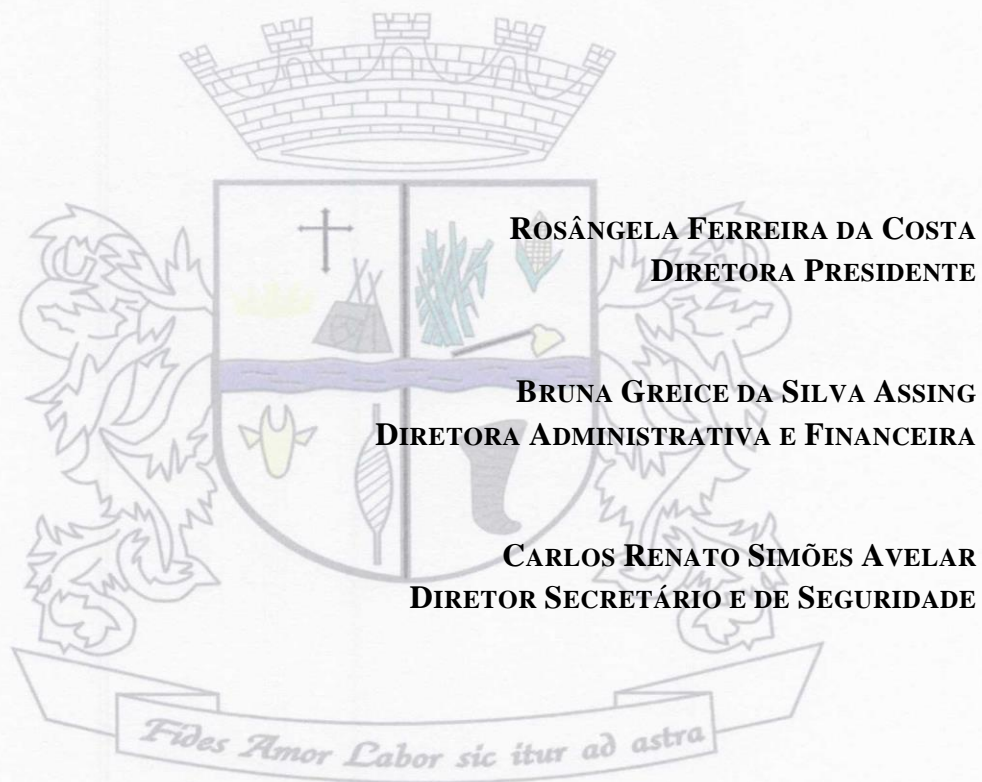 ROSÂNGELA FERREIRA DA COSTA
DIRETORA PRESIDENTE
BRUNA GREICE DA SILVA ASSING
DIRETORA ADMINISTRATIVA E FINANCEIRA
CARLOS RENATO SIMÕES AVELAR
DIRETOR SECRETÁRIO E DE SEGURIDADE
Fides Amor Labor sic itur ad astra